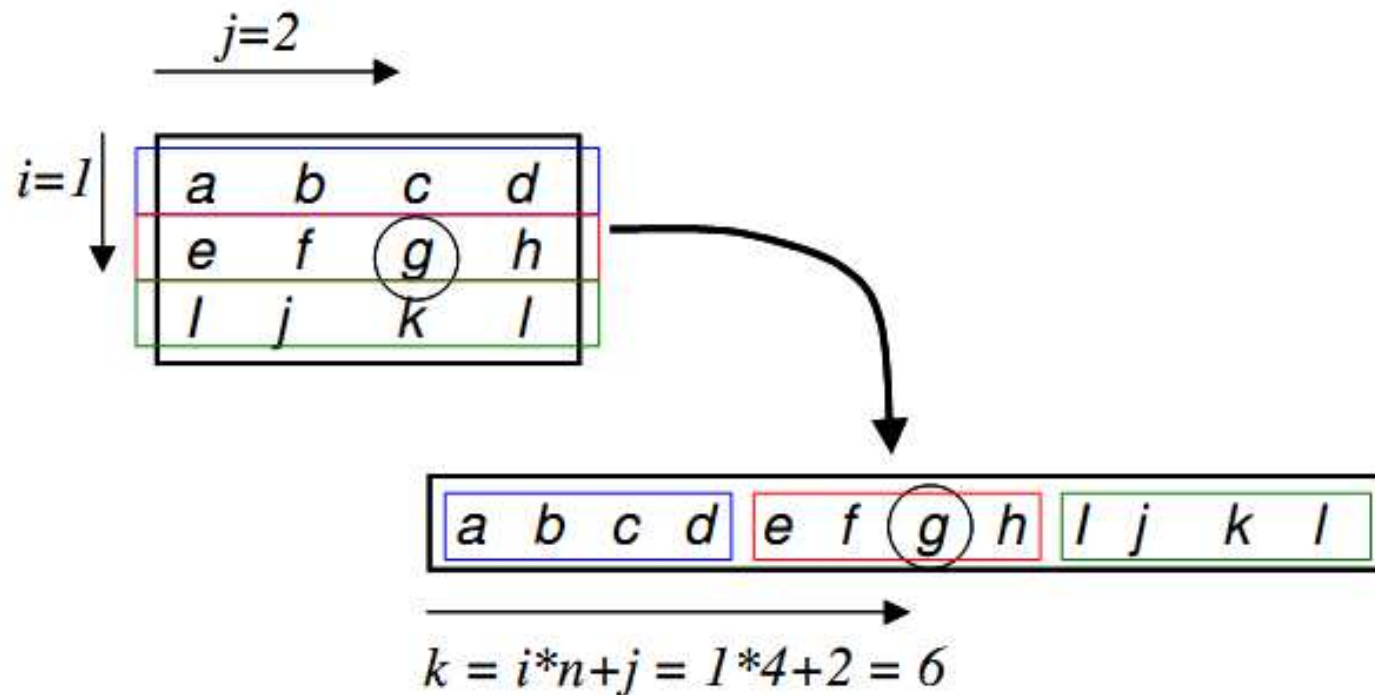 j=2
i=1
a b c d
e f g h
I j k l
a b c d e f g h I j k l
k = i*n+j = 1*4+2 = 6